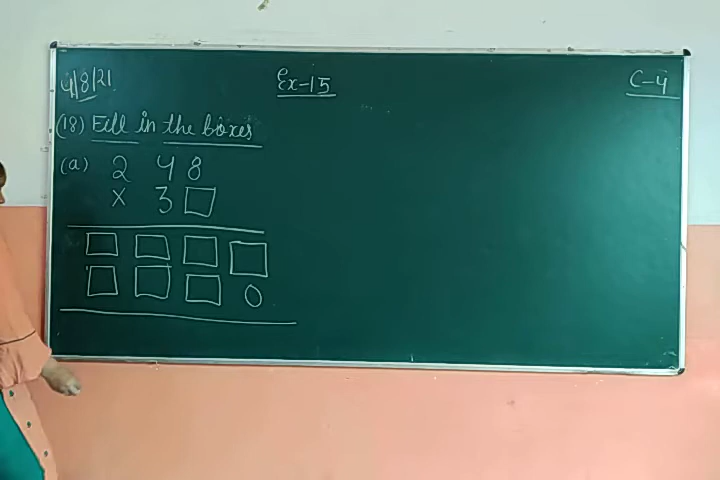 4/8/21 Ex-15 C-4
(18) Fill in the boxes
(a) 2 4 8
× 3 □
□ □ □ □
□ □ □ 0